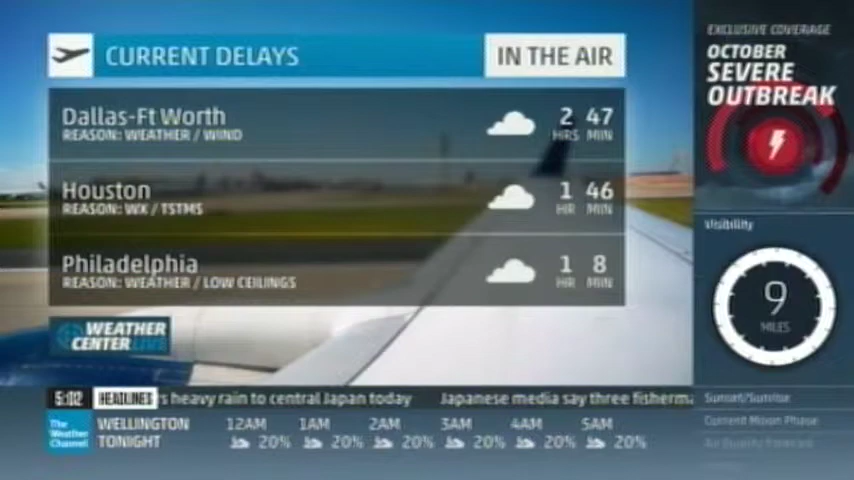 CURRENT DELAYS
IN THE AIR
Dallas-Ft Worth
REASON: WEATHER / WIND
2 47
HRS MIN
Houston
REASON: WX / TSTMS
1 46
HR MIN
Philadelphia
REASON: WEATHER / LOW CEILINGS
1 8
HR MIN
WEATHER
CENTER LIVE
EXCLUSIVE COVERAGE
OCTOBER
SEVERE
OUTBREAK
Visibility
9
MILES
Sunset/Sunrise
Current Moon Phase
Air Quality Forecast
5:02 HEADLINES s heavy rain to central Japan today Japanese media say three fisherma
The
Weather
Channel
WELLINGTON
TONIGHT
12AM 1AM 2AM 3AM 4AM 5AM
20% 20% 20% 20% 20% 20%